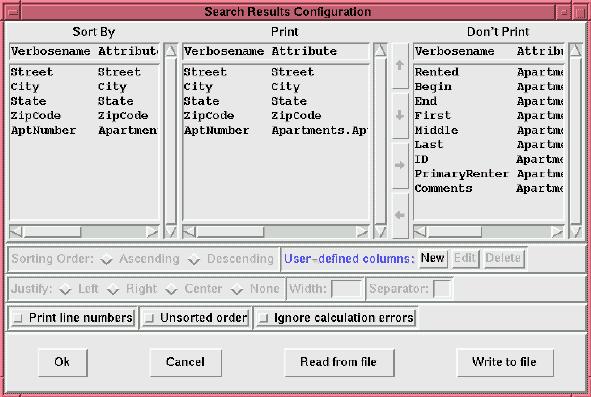 Search Results Configuration
Sort By Print Don't Print
Verbosename Attribut Verbosename Attribute Verbosename Attrib
Street Street Street Street Rented Apartme
City City City City Begin Apartme
State State State State End Apartme
ZipCode ZipCode ZipCode ZipCode First Apartme
AptNumber Apartmen AptNumber Apartments.Ap Middle Apartme
Last Apartme
ID Apartme
PrimaryRenter Apartme
Comments Apartme
Sorting Order: Ascending Descending User-defined columns: New Edit Delete
Justify: Left Right Center None Width: Separator:
Print line numbers Unsorted order Ignore calculation errors
Ok Cancel Read from file Write to file